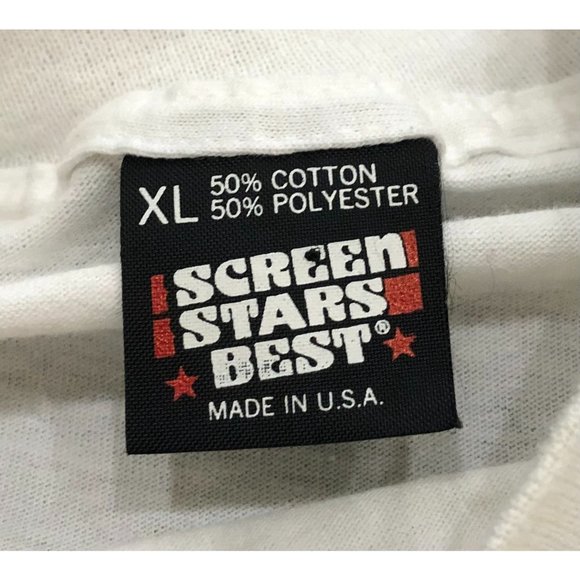 XL 50% COTTON
50% POLYESTER
SCREEN
STARS
BEST®
MADE IN U.S.A.